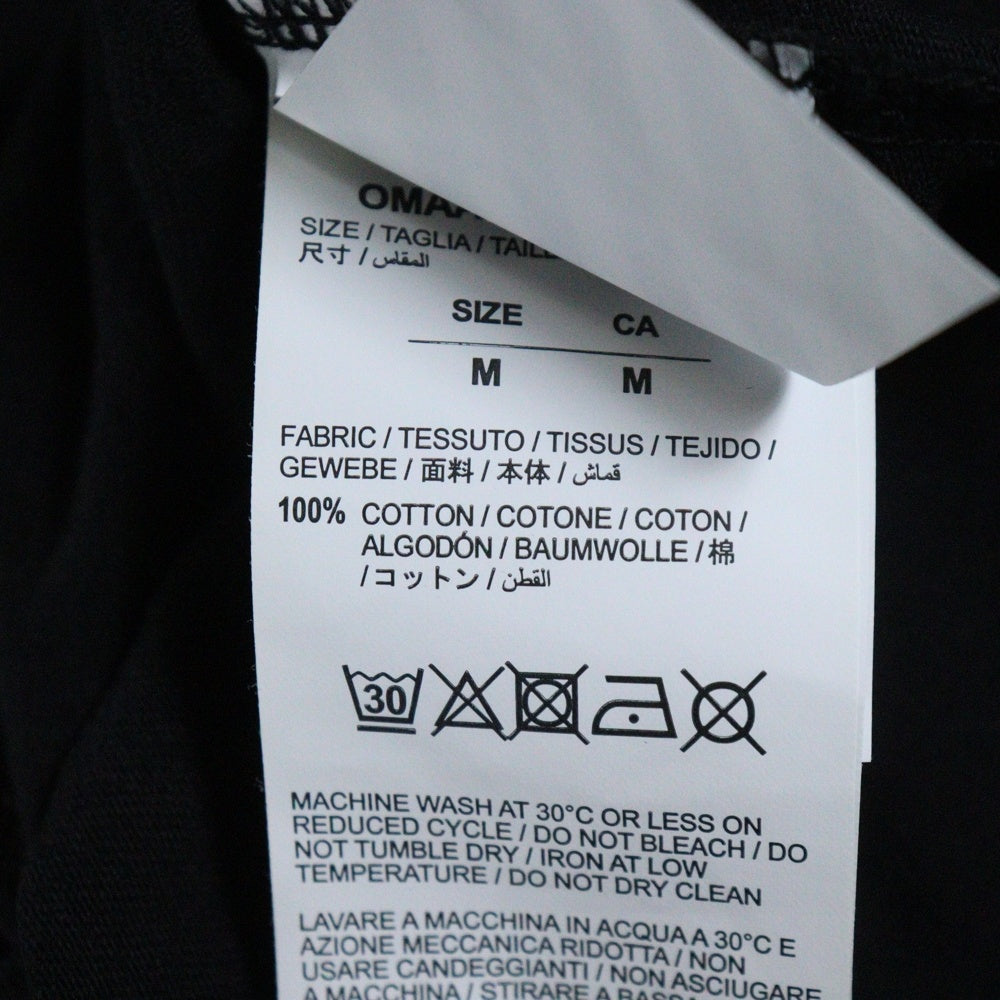 SIZE / TAGLIA /
尺寸 / المقاس
SIZE CA
M M
FABRIC / TESSUTO / TISSUS / TEJIDO /
GEWEBE / 面料 / 本体 / قماش
100% COTTON / COTONE / COTON /
ALGODÓN / BAUMWOLLE / 棉
/ コットン / القطن
30
MACHINE WASH AT 30°C OR LESS ON
REDUCED CYCLE / DO NOT BLEACH / DO
NOT TUMBLE DRY / IRON AT LOW
TEMPERATURE / DO NOT DRY CLEAN
LAVARE A MACCHINA IN ACQUA A 30°C E
AZIONE MECCANICA RIDOTTA / NON
USARE CANDEGGIANTI / NON ASCIUGARE
A MACCHINA / STIRARE A